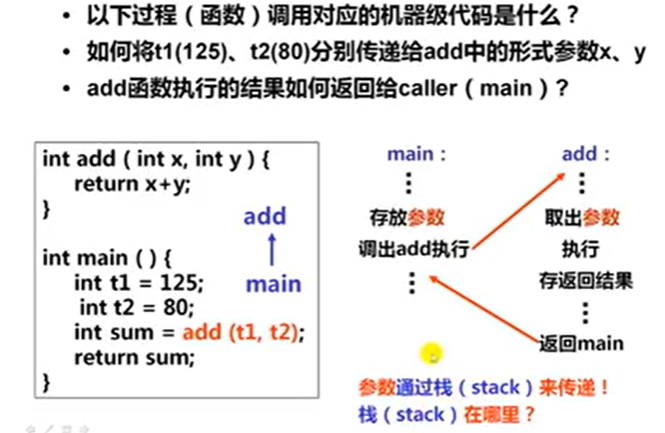 • 以下过程（函数）调用对应的机器级代码是什么？
• 如何将t1(125)、t2(80)分别传递给add中的形式参数x、y
• add函数执行的结果如何返回给caller（main）？
int add ( int x, int y ) {
return x+y;
}
int main ( ) {
int t1 = 125;
int t2 = 80;
int sum = add (t1, t2);
return sum;
}
add
main
main：
⋮
存放参数
调出add执行
⋮
add：
⋮
取出参数
执行
存返回结果
⋮
返回main
参数通过栈（stack）来传递！
栈（stack）在哪里？